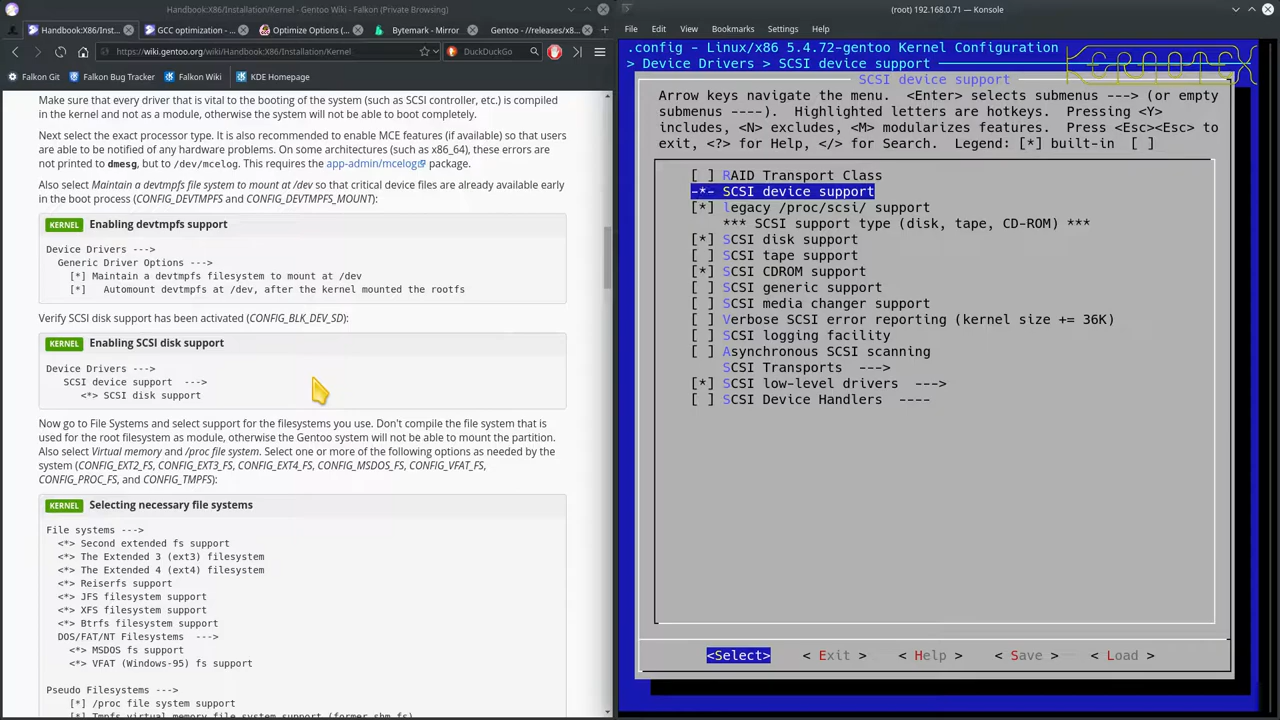 Handbook:X86/Installation/Kernel - Gentoo Wiki - Falkon (Private Browsing)
Handbook:X86/Inst...
GCC optimization - ...
Optimize Options (...
Bytemark - Mirror
Gentoo - //releases/x8...
https://wiki.gentoo.org/wiki/Handbook:X86/Installation/Kernel
DuckDuckGo
Falkon Git
Falkon Bug Tracker
Falkon Wiki
KDE Homepage
Make sure that every driver that is vital to the booting of the system (such as SCSI controller, etc.) is compiled
in the kernel and not as a module, otherwise the system will not be able to boot completely.
Next select the exact processor type. It is also recommended to enable MCE features (if available) so that users
are able to be notified of any hardware problems. On some architectures (such as x86_64), these errors are
not printed to dmesg, but to /dev/mcelog. This requires the app-admin/mcelog package.
Also select Maintain a devtmpfs file system to mount at /dev so that critical device files are already available early
in the boot process (CONFIG_DEVTMPFS and CONFIG_DEVTMPFS_MOUNT):
KERNEL Enabling devtmpfs support
Device Drivers --->
Generic Driver Options --->
[*] Maintain a devtmpfs filesystem to mount at /dev
[*] Automount devtmpfs at /dev, after the kernel mounted the rootfs
Verify SCSI disk support has been activated (CONFIG_BLK_DEV_SD):
KERNEL Enabling SCSI disk support
Device Drivers --->
SCSI device support --->
<*> SCSI disk support
Now go to File Systems and select support for the filesystems you use. Don't compile the file system that is
used for the root filesystem as module, otherwise the Gentoo system will not be able to mount the partition.
Also select Virtual memory and /proc file system. Select one or more of the following options as needed by the
system (CONFIG_EXT2_FS, CONFIG_EXT3_FS, CONFIG_EXT4_FS, CONFIG_MSDOS_FS, CONFIG_VFAT_FS,
CONFIG_PROC_FS, and CONFIG_TMPFS):
KERNEL Selecting necessary file systems
File systems --->
<*> Second extended fs support
<*> The Extended 3 (ext3) filesystem
<*> The Extended 4 (ext4) filesystem
<*> Reiserfs support
<*> JFS filesystem support
<*> XFS filesystem support
<*> Btrfs filesystem support
DOS/FAT/NT Filesystems --->
<*> MSDOS fs support
<*> VFAT (Windows-95) fs support
Pseudo Filesystems --->
[*] /proc file system support
[*] Tmpfs virtual memory file system support (former shm fs)
(root) 192.168.0.71 — Konsole
File Edit View Bookmarks Settings Help
.config - Linux/x86 5.4.72-gentoo Kernel Configuration
> Device Drivers > SCSI device support
KERNOTEX
SCSI device support
Arrow keys navigate the menu. <Enter> selects submenus ---> (or empty
submenus ----). Highlighted letters are hotkeys. Pressing <Y>
includes, <N> excludes, <M> modularizes features. Press <Esc><Esc> to
exit, <?> for Help, </> for Search. Legend: [*] built-in [ ]
[ ] RAID Transport Class
-*- SCSI device support
[*] legacy /proc/scsi/ support
*** SCSI support type (disk, tape, CD-ROM) ***
[*] SCSI disk support
[ ] SCSI tape support
[*] SCSI CDROM support
[ ] SCSI generic support
[ ] SCSI media changer support
[ ] Verbose SCSI error reporting (kernel size += 36K)
[ ] SCSI logging facility
[ ] Asynchronous SCSI scanning
SCSI Transports --->
[*] SCSI low-level drivers --->
[ ] SCSI Device Handlers ----
<Select> < Exit > < Help > < Save > < Load >